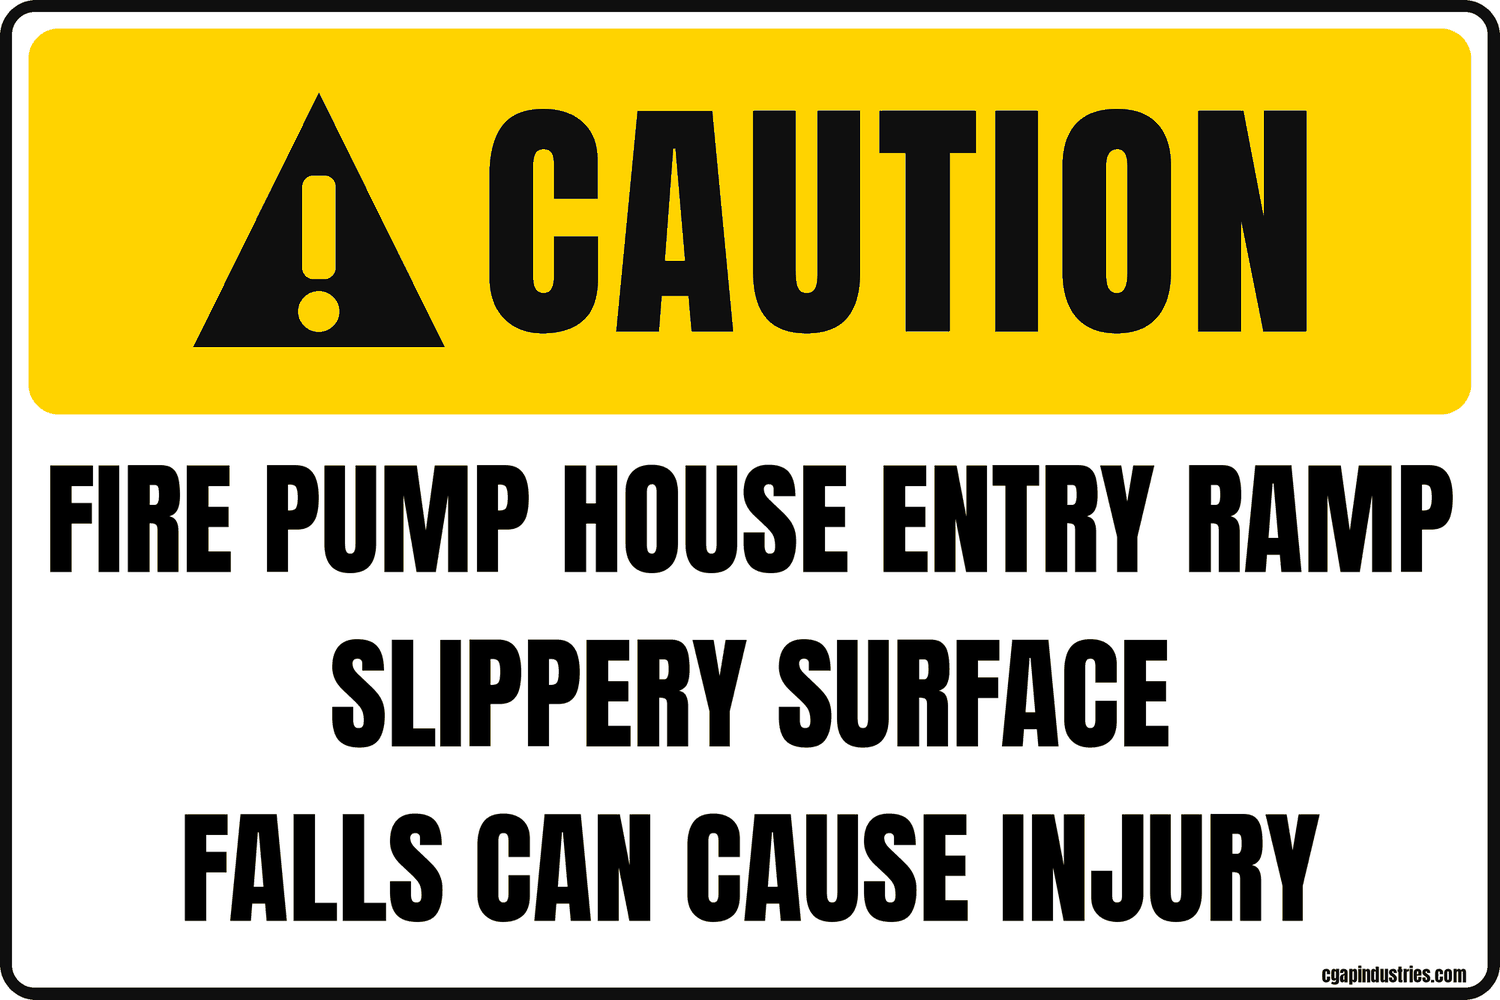 CAUTION
FIRE PUMP HOUSE ENTRY RAMP
SLIPPERY SURFACE
FALLS CAN CAUSE INJURY
cgapindustries.com